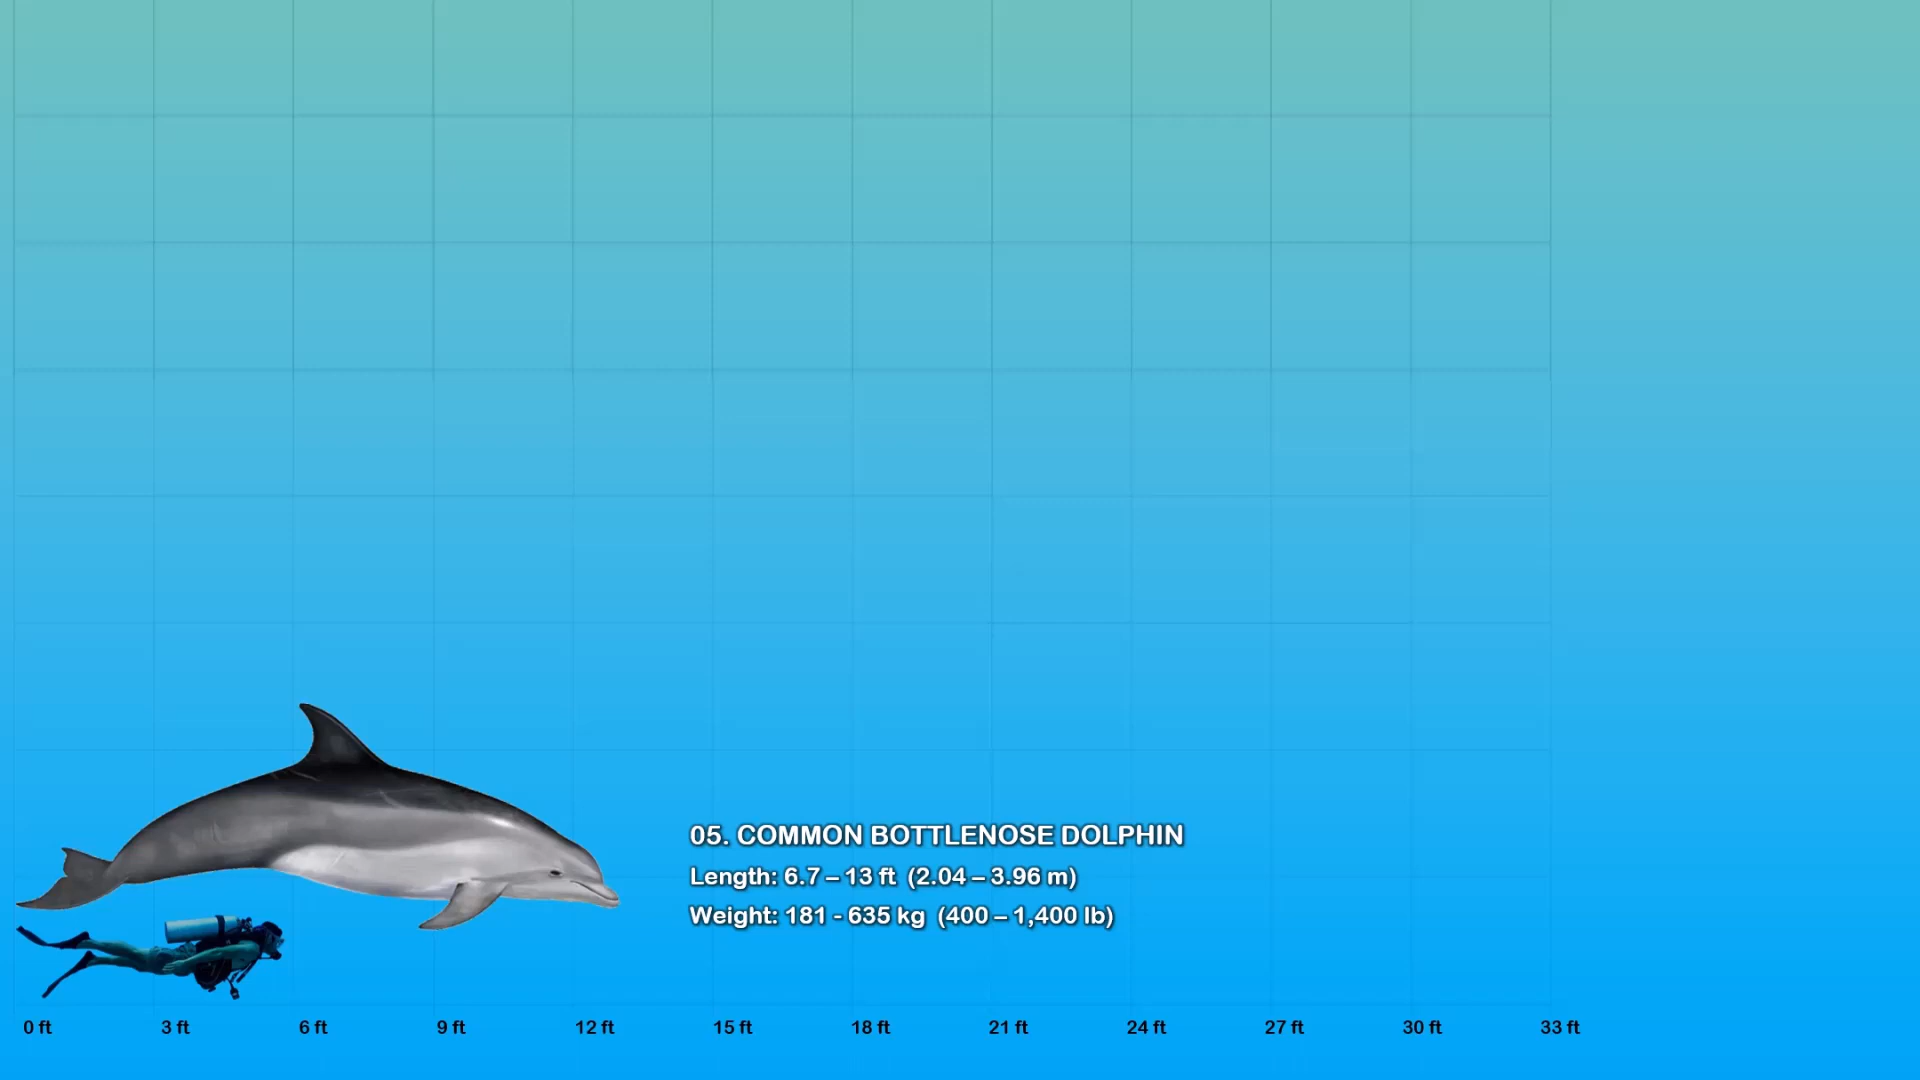 05. COMMON BOTTLENOSE DOLPHIN
Length: 6.7 – 13 ft (2.04 – 3.96 m)
Weight: 181 - 635 kg (400 – 1,400 lb)
0 ft 3 ft 6 ft 9 ft 12 ft 15 ft 18 ft 21 ft 24 ft 27 ft 30 ft 33 ft